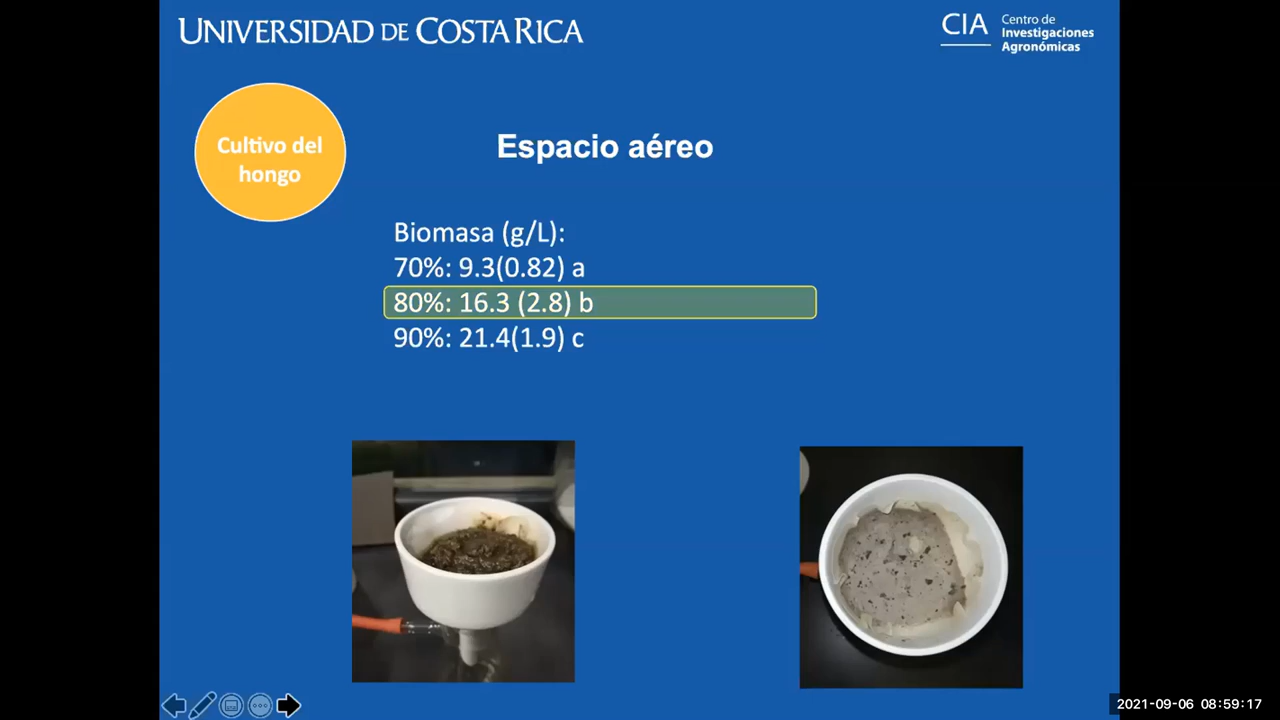 UNIVERSIDAD DE COSTA RICA
CIA Centro de
Investigaciones
Agronómicas
Cultivo del
hongo
Espacio aéreo
Biomasa (g/L):
70%: 9.3(0.82) a
80%: 16.3 (2.8) b
90%: 21.4(1.9) c
2021-09-06 08:59:17